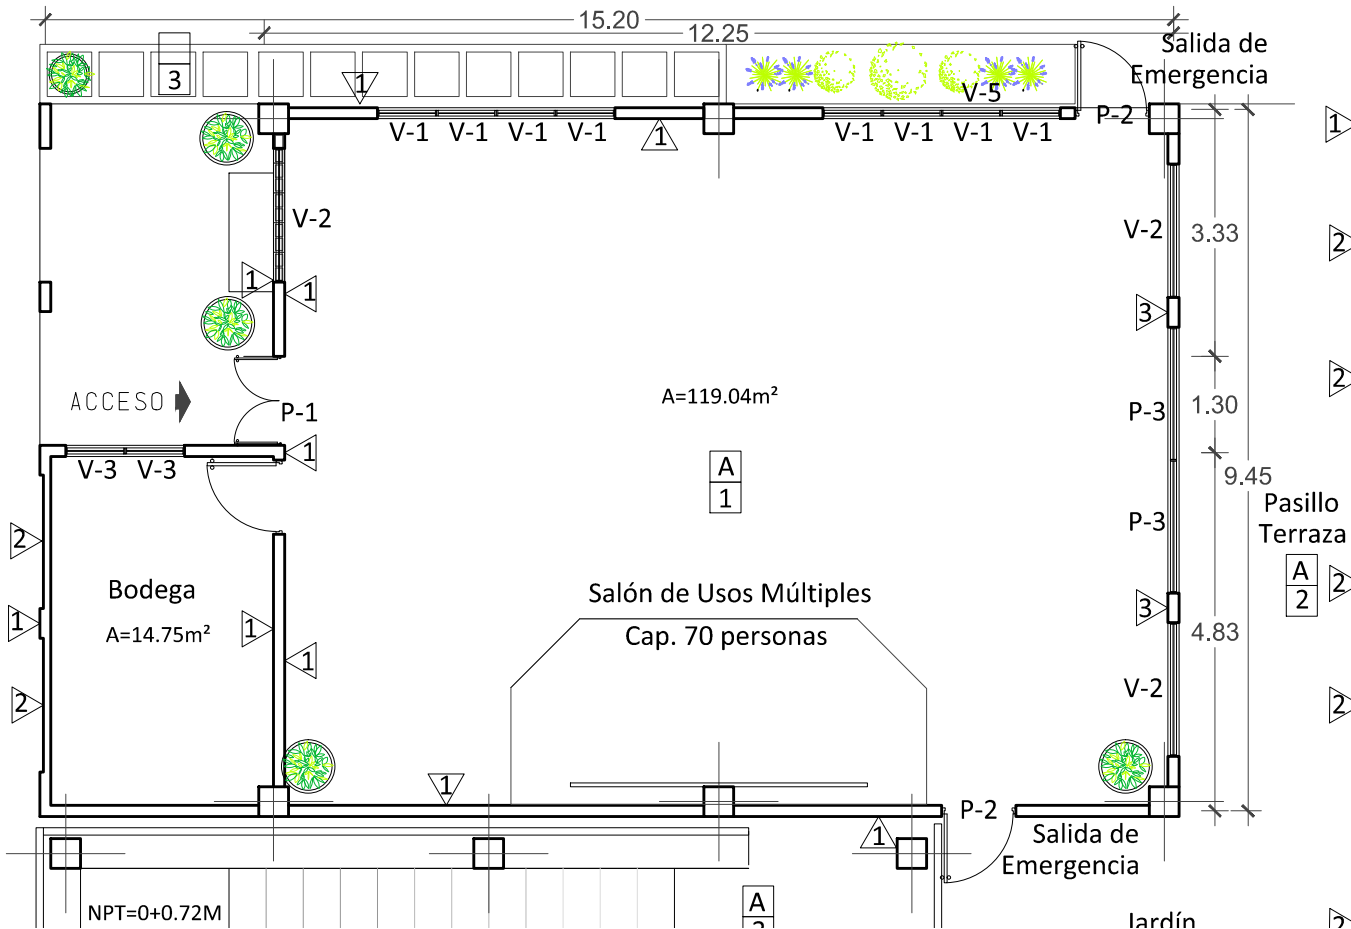 15.20
12.25
Salida de
Emergencia
3
1
V-5
P-2
1
V-1 V-1 V-1 V-1
1
V-1 V-1 V-1 V-1
V-2
V-2
3.33
2
1
1
3
2
ACCESO
P-1
A=119.04m²
P-3
1.30
1
V-3 V-3
A
1
9.45
Pasillo
Terraza
P-3
2
A
2
2
Bodega
A=14.75m²
Salón de Usos Múltiples
Cap. 70 personas
3
1
1
1
4.83
2
V-2
2
1
P-2
1
Salida de
Emergencia
NPT=0+0.72M
A
Jardín
2